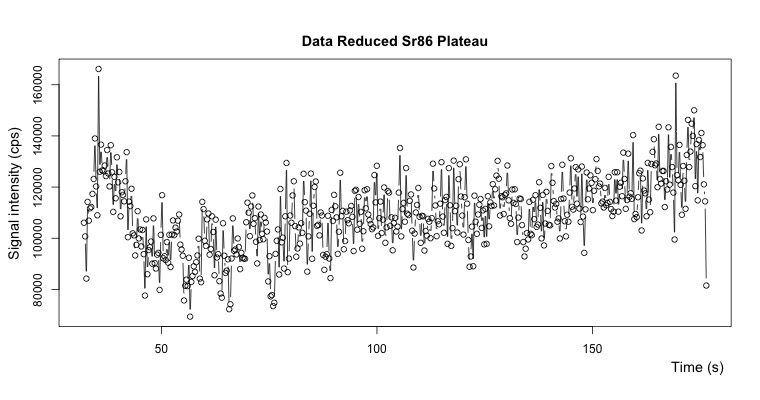 Data Reduced Sr86 Plateau
Signal intensity (cps)
160000
140000
120000
100000
80000
50
100
150
Time (s)